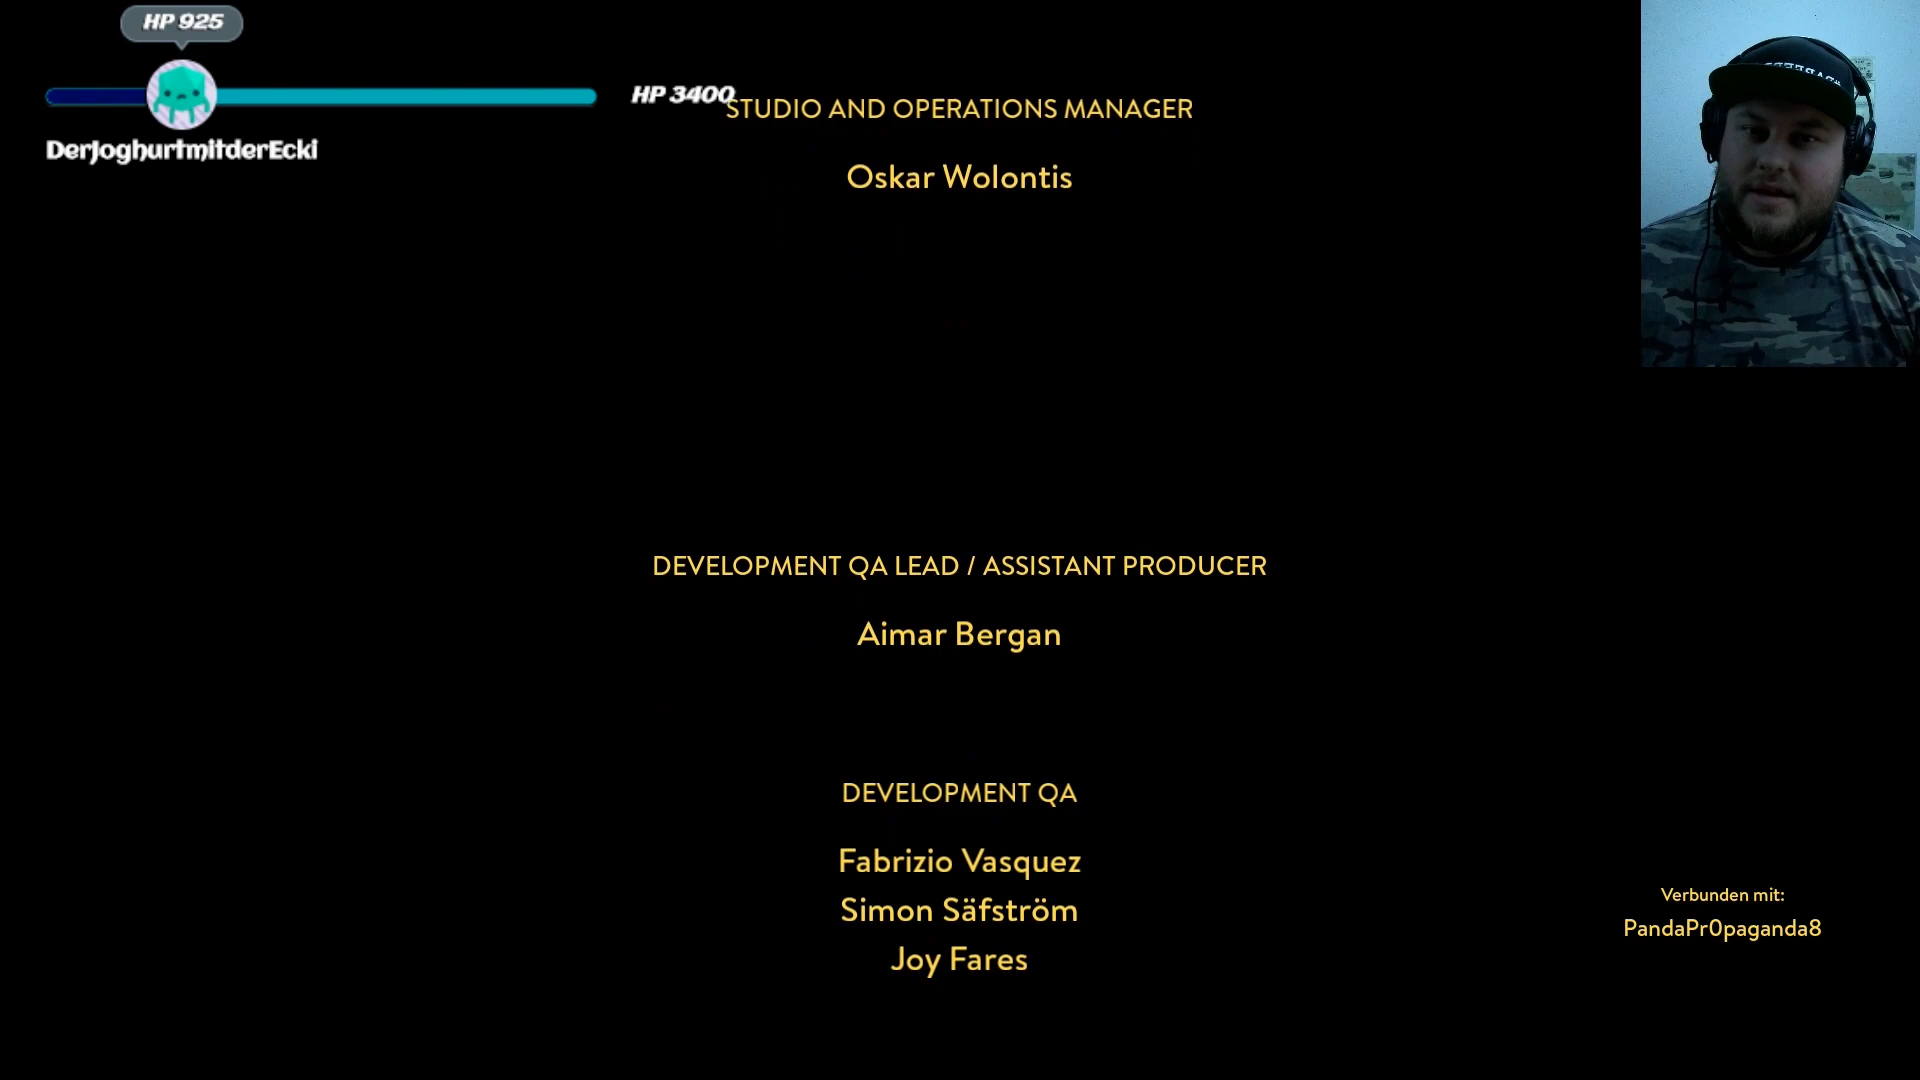 HP 925
HP 3400
DerJoghurtmitderEcki
STUDIO AND OPERATIONS MANAGER
Oskar Wolontis
DEVELOPMENT QA LEAD / ASSISTANT PRODUCER
Aimar Bergan
DEVELOPMENT QA
Fabrizio Vasquez
Simon Säfström
Joy Fares
Verbunden mit:
PandaPr0paganda8